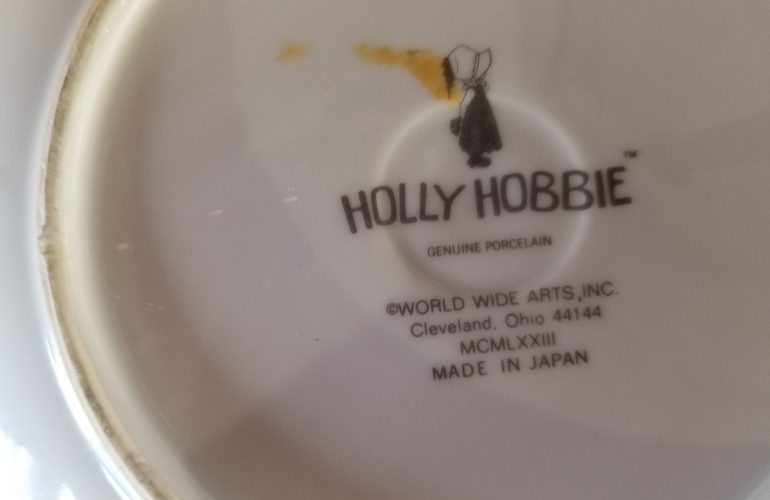 HOLLY HOBBIE™
GENUINE PORCELAIN
©WORLD WIDE ARTS, INC.
Cleveland, Ohio 44144
MCMLXXIII
MADE IN JAPAN